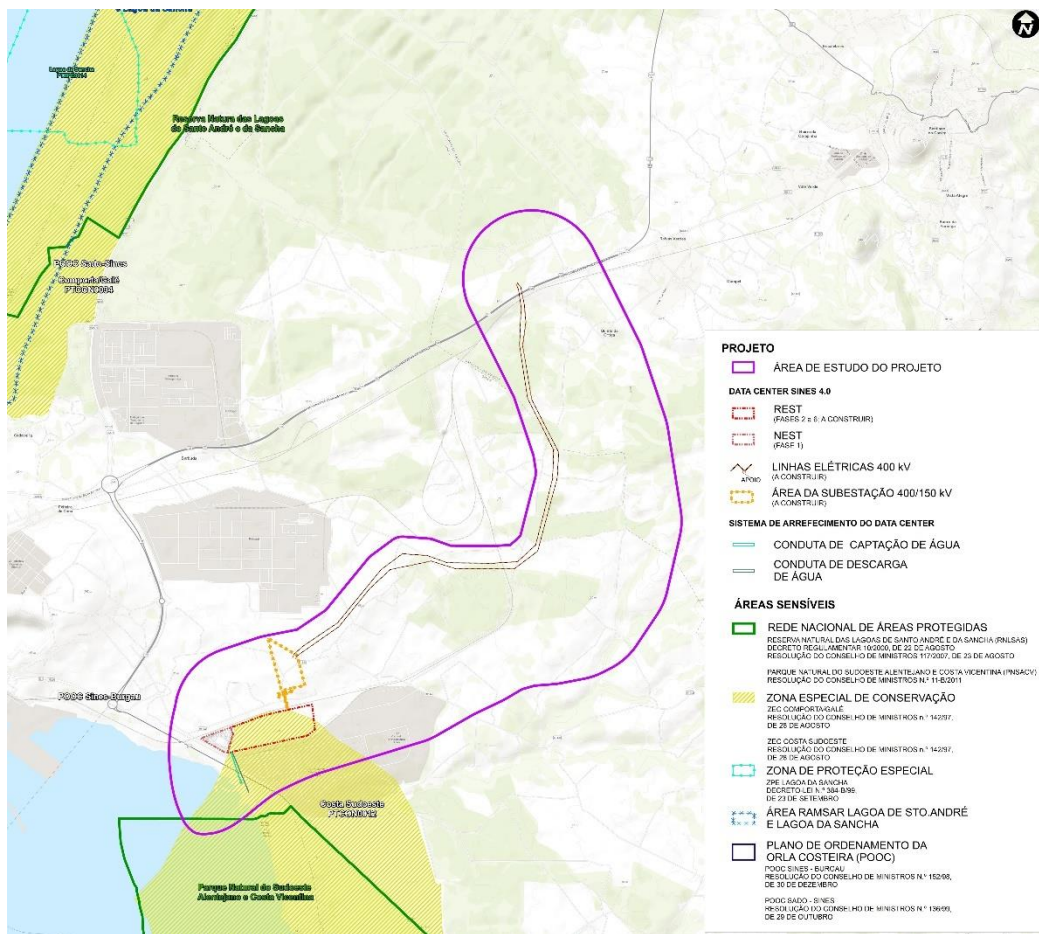 N
Lagoa da Sancha
Reserva Natura das Lagoas
de Santo André e da Sancha
POOC Sado-Sines
Comporta/Galé
POOC Sines-Burgau
Costa Sudoeste
PTCON0012
Parque Natural do Sudoeste
Alentejano e Costa Vicentina
PROJETO
ÁREA DE ESTUDO DO PROJETO
DATA CENTER SINES 4.0
REST
(FASES 2 a 6: A CONSTRUIR)
NEST
(FASE 1)
LINHAS ELÉTRICAS 400 kV
APOIO
(A CONSTRUIR)
ÁREA DA SUBESTAÇÃO 400/150 kV
(A CONSTRUIR)
SISTEMA DE ARREFECIMENTO DO DATA CENTER
CONDUTA DE CAPTAÇÃO DE ÁGUA
CONDUTA DE DESCARGA
DE ÁGUA
ÁREAS SENSÍVEIS
REDE NACIONAL DE ÁREAS PROTEGIDAS
RESERVA NATURAL DAS LAGOAS DE SANTO ANDRÉ E DA SANCHA (RNLSAS)
DECRETO REGULAMENTAR 10/2000, DE 22 DE AGOSTO
RESOLUÇÃO DO CONSELHO DE MINISTROS 117/2007, DE 23 DE AGOSTO
PARQUE NATURAL DO SUDOESTE ALENTEJANO E COSTA VICENTINA (PNSACV)
RESOLUÇÃO DO CONSELHO DE MINISTROS N.º 11-B/2011
ZONA ESPECIAL DE CONSERVAÇÃO
ZEC COMPORTA/GALÉ
RESOLUÇÃO DO CONSELHO DE MINISTROS n.º 142/97,
DE 28 DE AGOSTO
ZEC COSTA SUDOESTE
RESOLUÇÃO DO CONSELHO DE MINISTROS n.º 142/97,
DE 28 DE AGOSTO
ZONA DE PROTEÇÃO ESPECIAL
ZPE LAGOA DA SANCHA
DECRETO-LEI N.º 384-B/99,
DE 23 DE SETEMBRO
ÁREA RAMSAR LAGOA DE STO.ANDRÉ
E LAGOA DA SANCHA
PLANO DE ORDENAMENTO DA
ORLA COSTEIRA (POOC)
POOC SINES - BURGAU
RESOLUÇÃO DO CONSELHO DE MINISTROS N.º 152/98,
DE 30 DE DEZEMBRO
POOC SADO - SINES
RESOLUÇÃO DO CONSELHO DE MINISTROS N.º 136/99,
DE 29 DE OUTUBRO